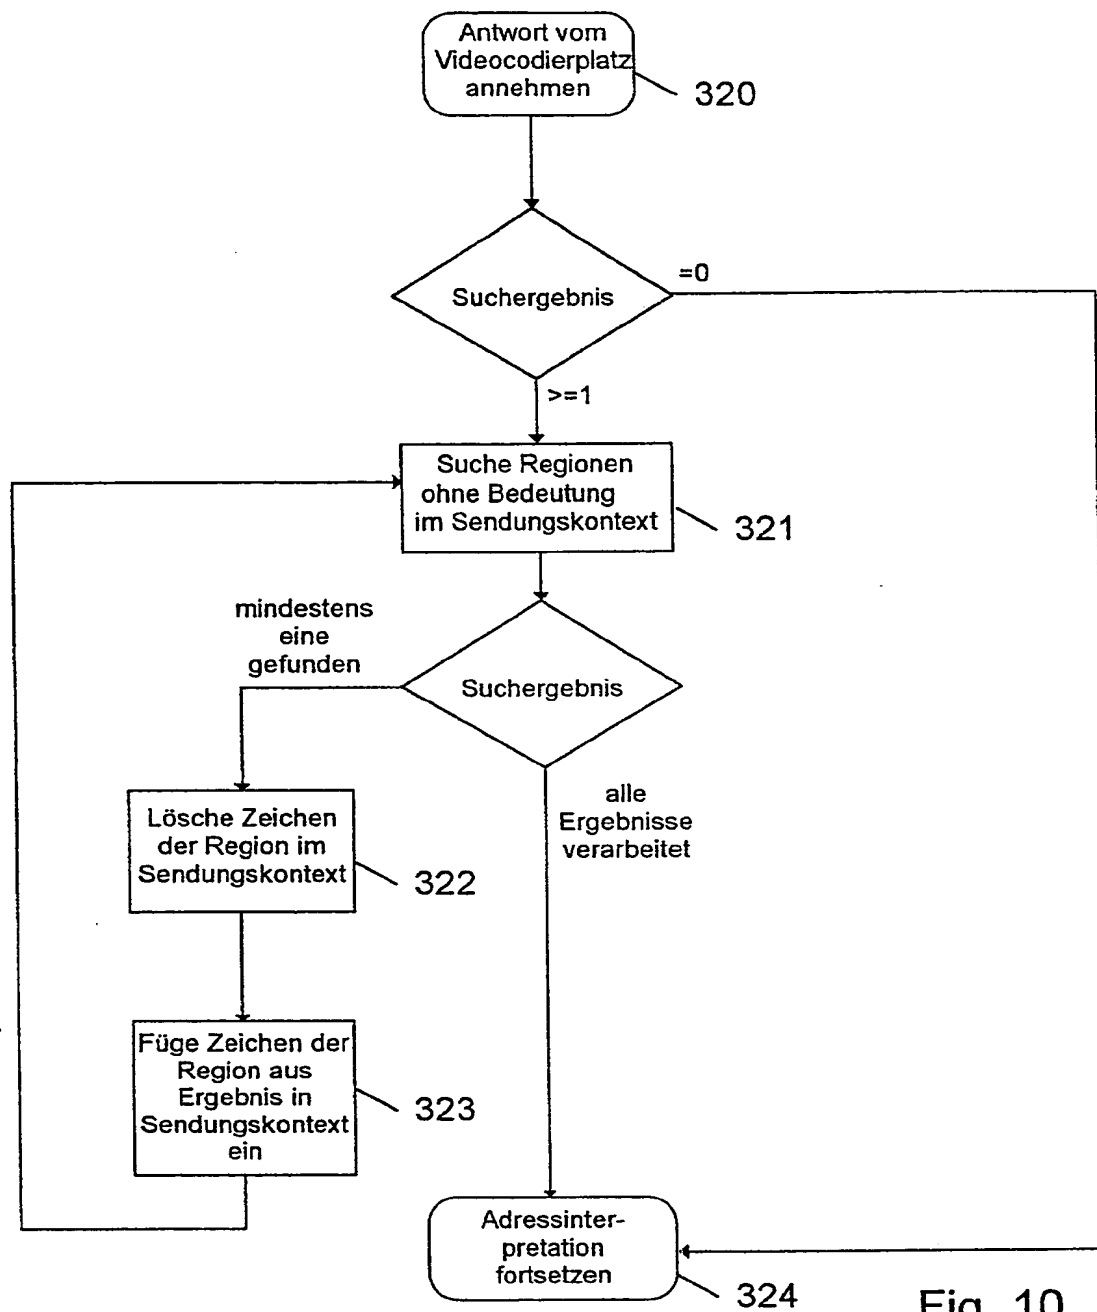 Antwort vom
Videocodierplatz
annehmen
320
Suchergebnis
=0
>=1
Suche Regionen
ohne Bedeutung
im Sendungskontext
321
mindestens
eine
gefunden
Suchergebnis
alle
Ergebnisse
verarbeitet
Lösche Zeichen
der Region im
Sendungskontext
322
Füge Zeichen der
Region aus
Ergebnis in
Sendungskontext
ein
323
Adressinter-
pretation
fortsetzen
324
Fig. 10